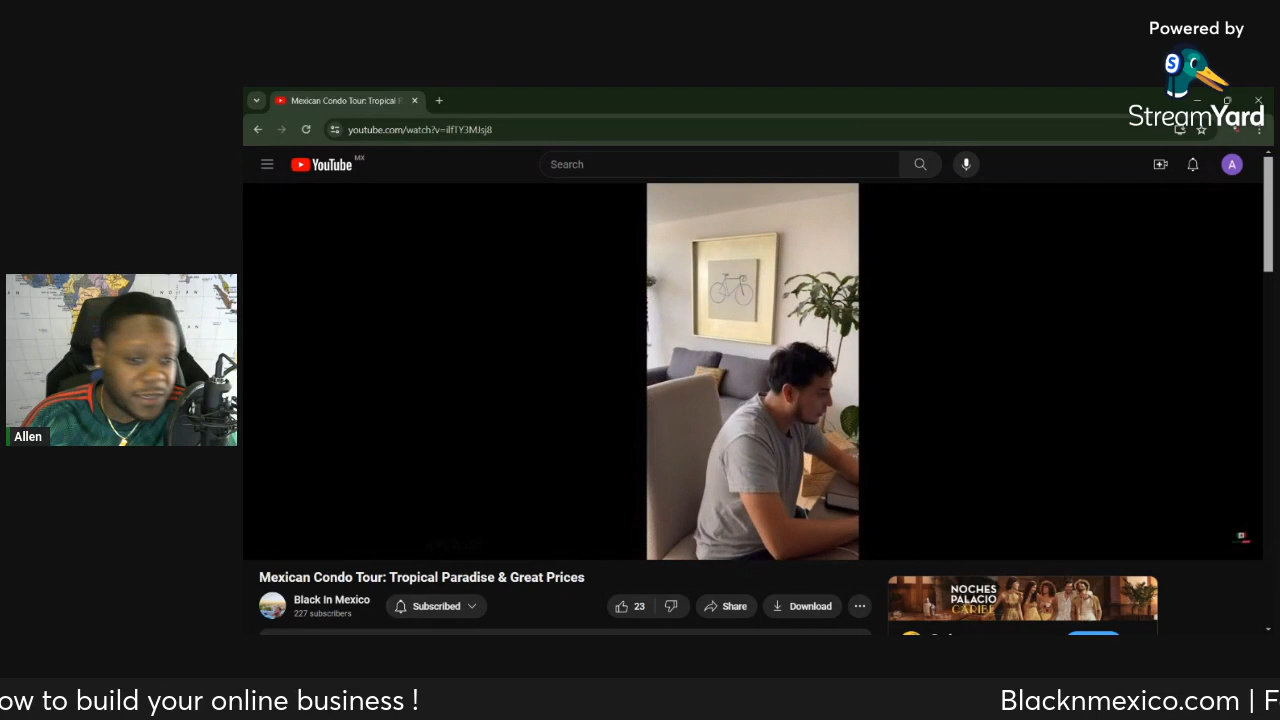 Powered by
StreamYard
Mexican Condo Tour: Tropical
youtube.com/watch?v=ilfTY3MJsj8
YouTube MX
Search
A
Allen
Mexican Condo Tour: Tropical Paradise & Great Prices
Black In Mexico
227 subscribers
Subscribed
23
Share
Download
NOCHES
PALACIO
CARIBE
ow to build your online business !
Blacknmexico.com | F